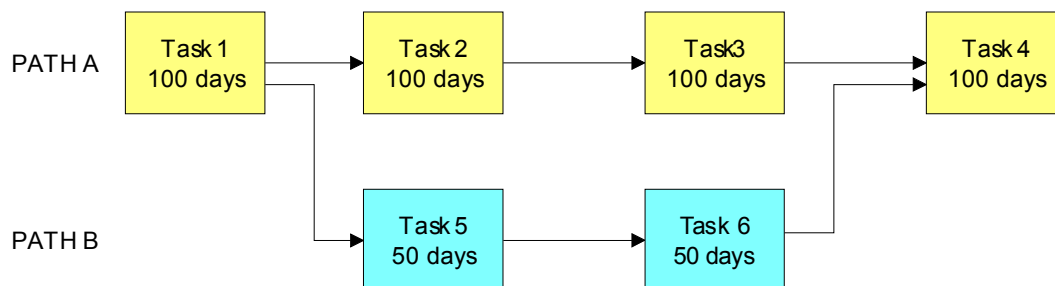 PATH A
Task 1
100 days
Task 2
100 days
Task3
100 days
Task 4
100 days
PATH B
Task 5
50 days
Task 6
50 days